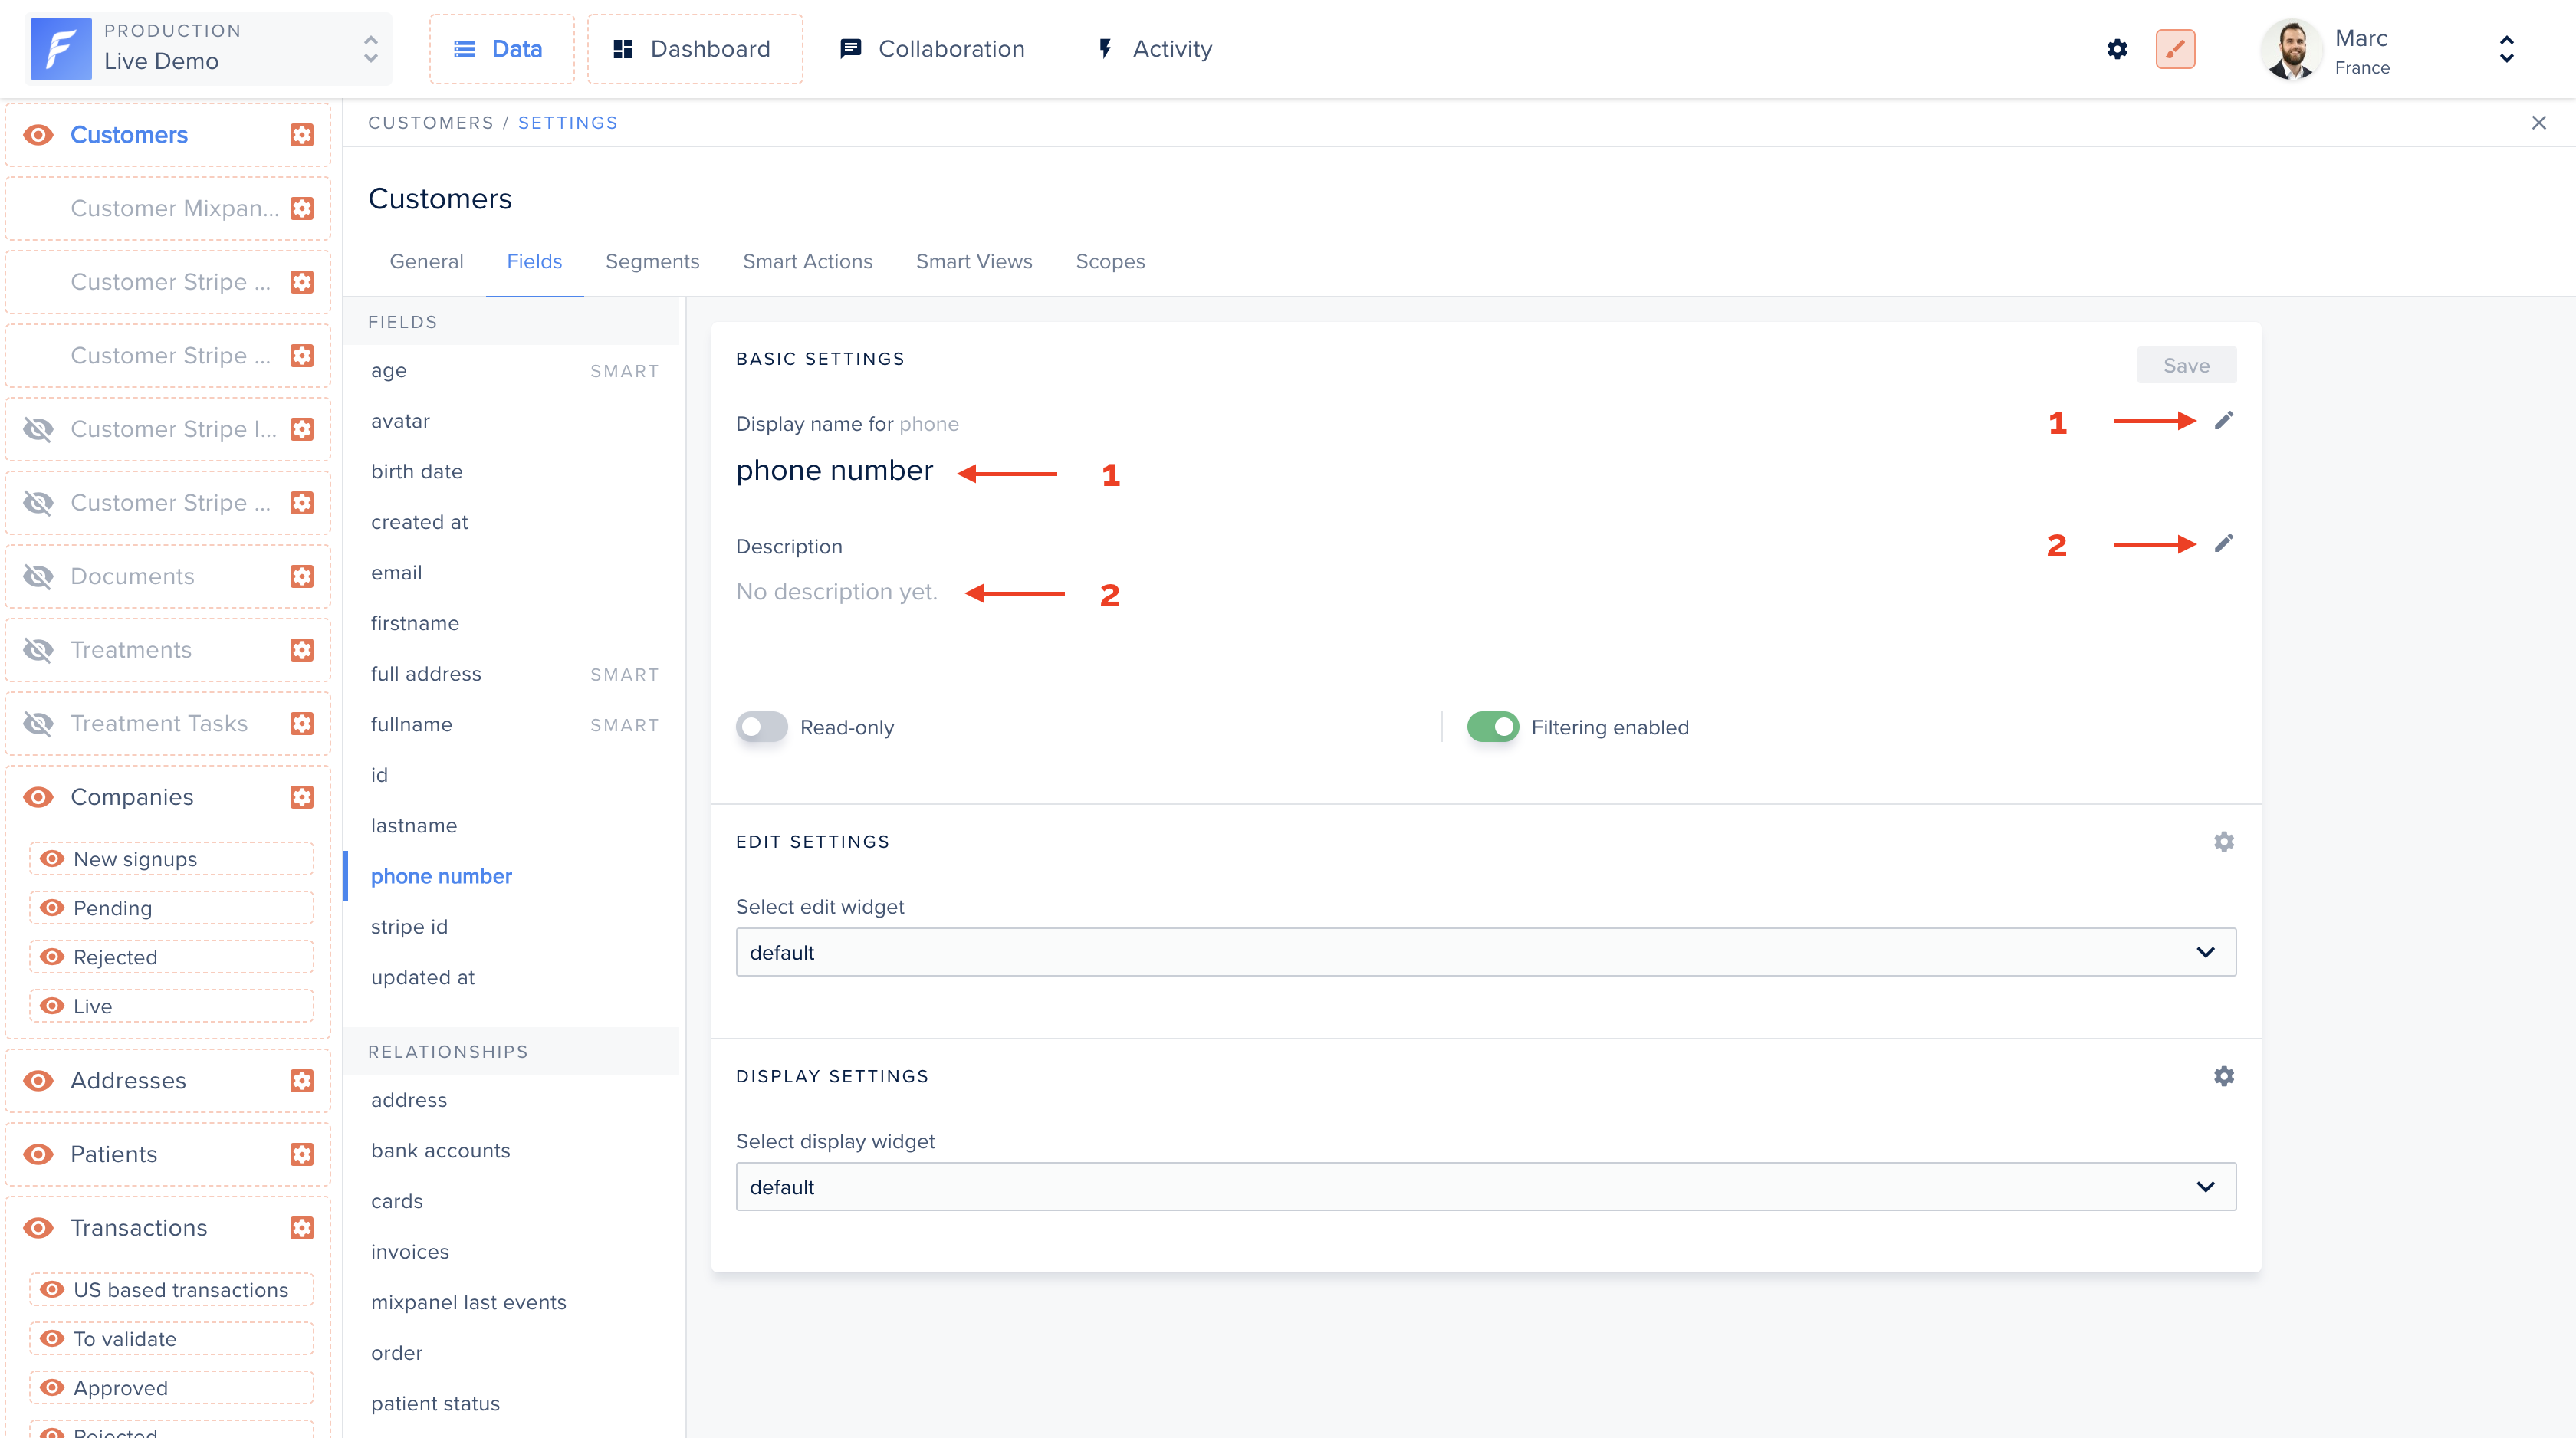 PRODUCTION
Live Demo
Data
Dashboard
Collaboration
Activity
Marc
France
Customers
Customer Mixpan...
Customer Stripe ...
Customer Stripe ...
Customer Stripe I...
Customer Stripe ...
Documents
Treatments
Treatment Tasks
Companies
New signups
Pending
Rejected
Live
Addresses
Patients
Transactions
US based transactions
To validate
Approved
Rejected
CUSTOMERS / SETTINGS
Customers
General
Fields
Segments
Smart Actions
Smart Views
Scopes
FIELDS
age SMART
avatar
birth date
created at
email
firstname
full address SMART
fullname SMART
id
lastname
phone number
stripe id
updated at
RELATIONSHIPS
address
bank accounts
cards
invoices
mixpanel last events
order
patient status
BASIC SETTINGS
Save
Display name for phone
1
phone number
1
Description
2
No description yet.
2
Read-only
Filtering enabled
EDIT SETTINGS
Select edit widget
default
DISPLAY SETTINGS
Select display widget
default